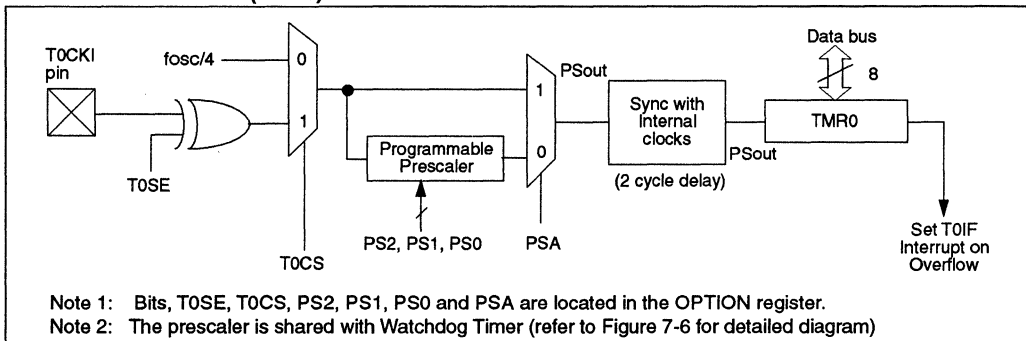 Data bus
T0CKI
pin
fosc/4
0
1
T0SE
T0CS
Programmable
Prescaler
PS2, PS1, PS0
1
0
PSA
PSout
Sync with
Internal
clocks
(2 cycle delay)
PSout
8
TMR0
Set T0IF
Interrupt on
Overflow
Note 1: Bits, T0SE, T0CS, PS2, PS1, PS0 and PSA are located in the OPTION register.
Note 2: The prescaler is shared with Watchdog Timer (refer to Figure 7-6 for detailed diagram)